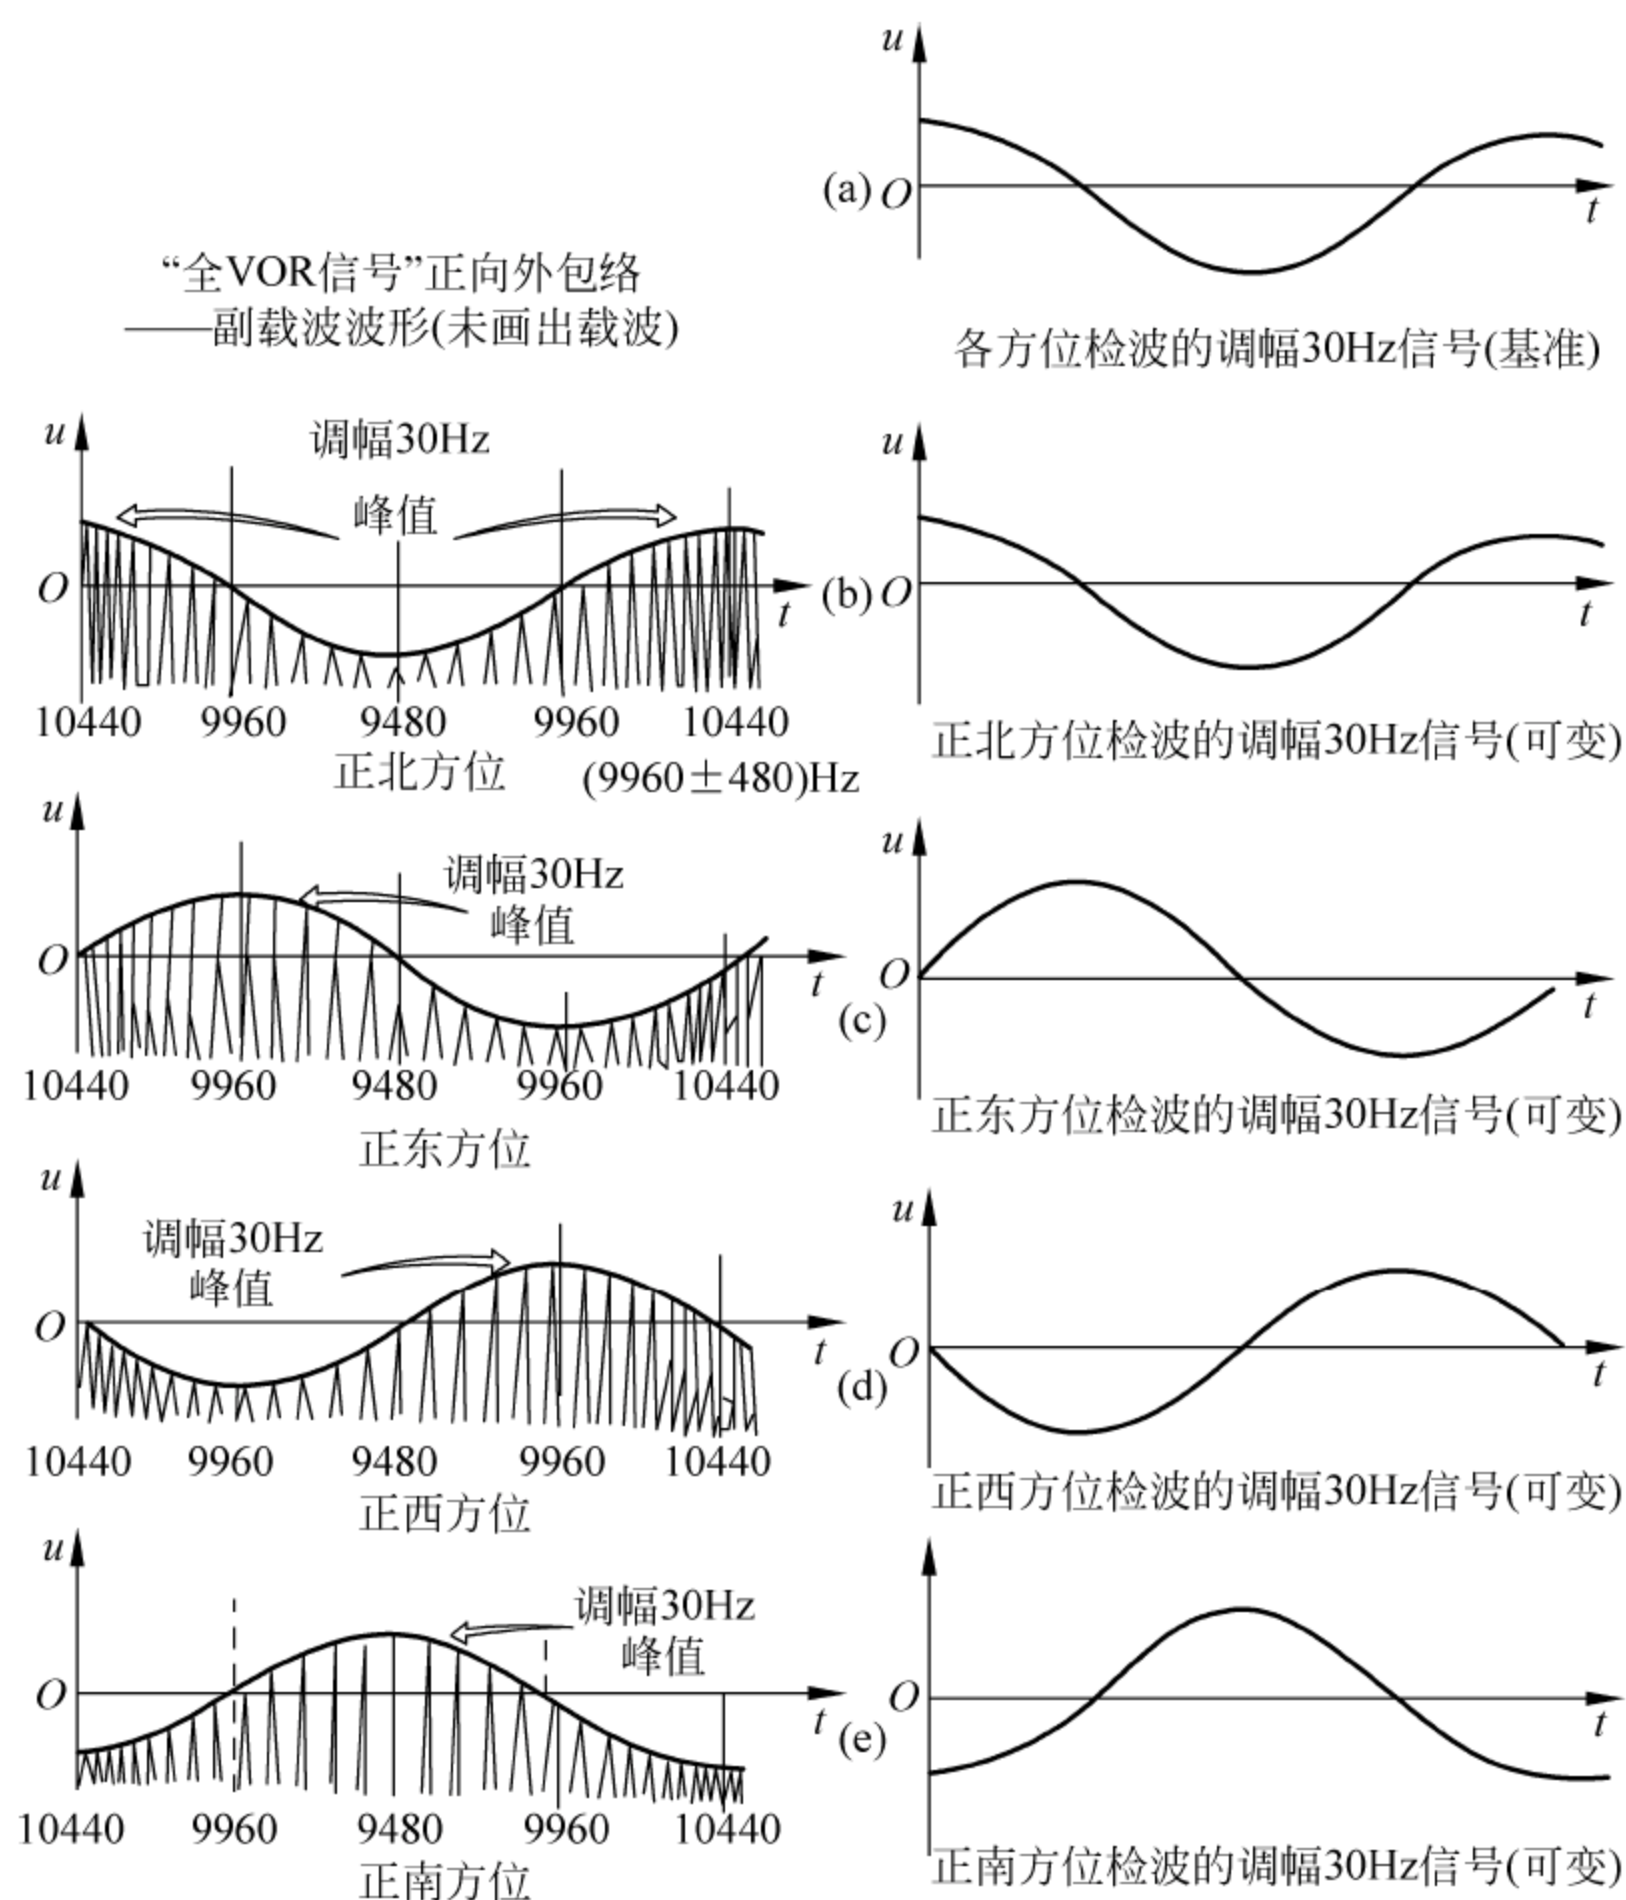 u
(a) O
t
各方位检波的调幅30Hz信号(基准)
“全VOR信号”正向外包络
——副载波波形(未画出载波)
u
调幅30Hz
峰值
O
t
10440 9960 9480 9960 10440
正北方位 (9960±480)Hz
u
(b) O
t
正北方位检波的调幅30Hz信号(可变)
u
调幅30Hz
峰值
O
t
10440 9960 9480 9960 10440
正东方位
u
(c) O
t
正东方位检波的调幅30Hz信号(可变)
u
调幅30Hz
峰值
O
t
10440 9960 9480 9960 10440
正西方位
u
(d) O
t
正西方位检波的调幅30Hz信号(可变)
u
调幅30Hz
峰值
O
t
10440 9960 9480 9960 10440
正南方位
(e) O
t
正南方位检波的调幅30Hz信号(可变)